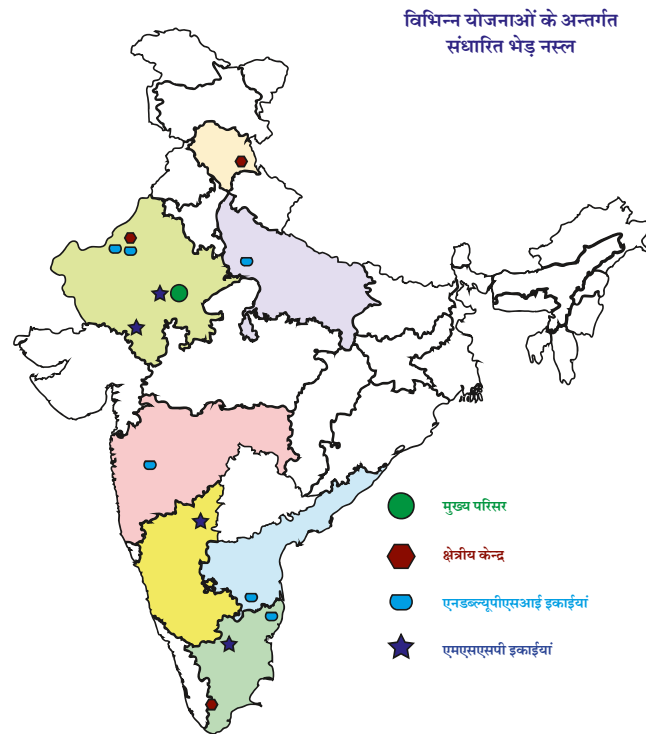 विभिन्न योजनाओं के अन्तर्गत
संधारित भेड़ नस्ल
मुख्य परिसर
क्षेत्रीय केन्द्र
एनडब्ल्यूपीएसआई इकाईयां
एमएसएसपी इकाईयां